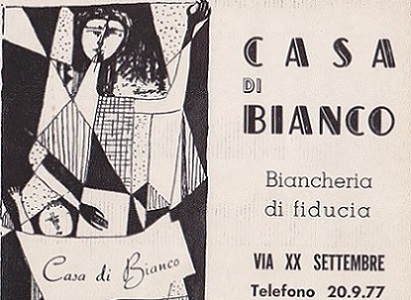 CASA
DI
BIANCO
Biancheria
di fiducia
VIA XX SETTEMBRE
Telefono 20.9.77
Casa di Bianco